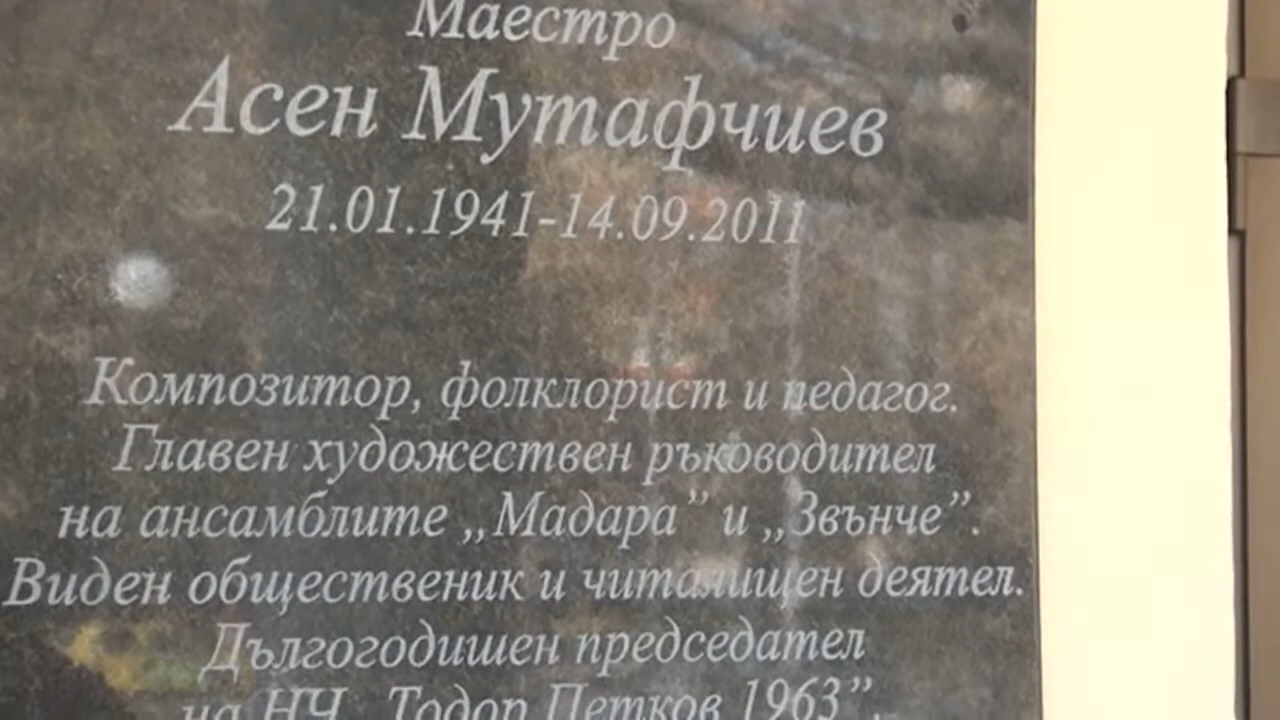 Маестро
Асен Мутафчиев
21.01.1941-14.09.2011
Композитор, фолклорист и педагог.
Главен художествен ръководител
на ансамблите „Мадара” и „Звънче”.
Виден общественик и читалищен деятел.
Дългогодишен председател
на НЧ „Тодор Петков 1963”.